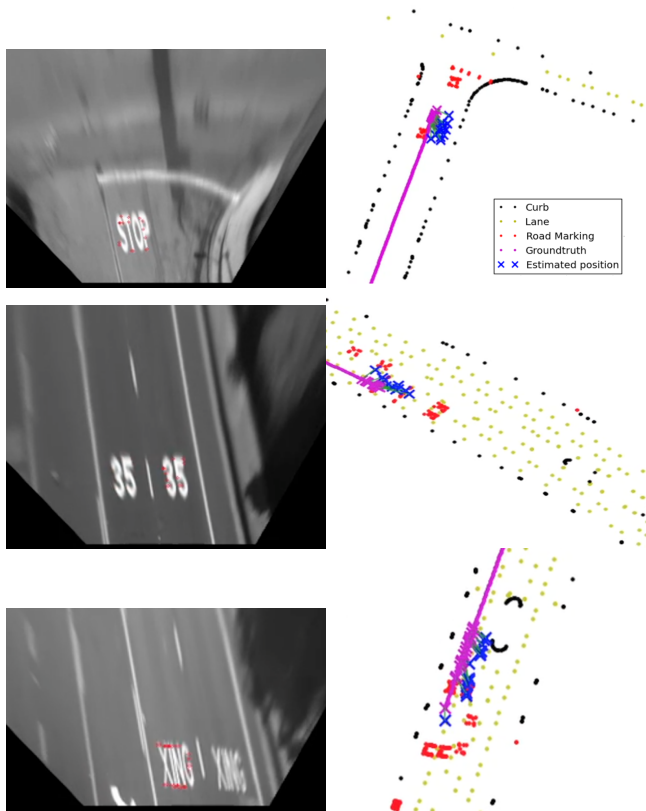 STOP
Curb
Lane
Road Marking
Groundtruth
Estimated position
35 35
XING XING